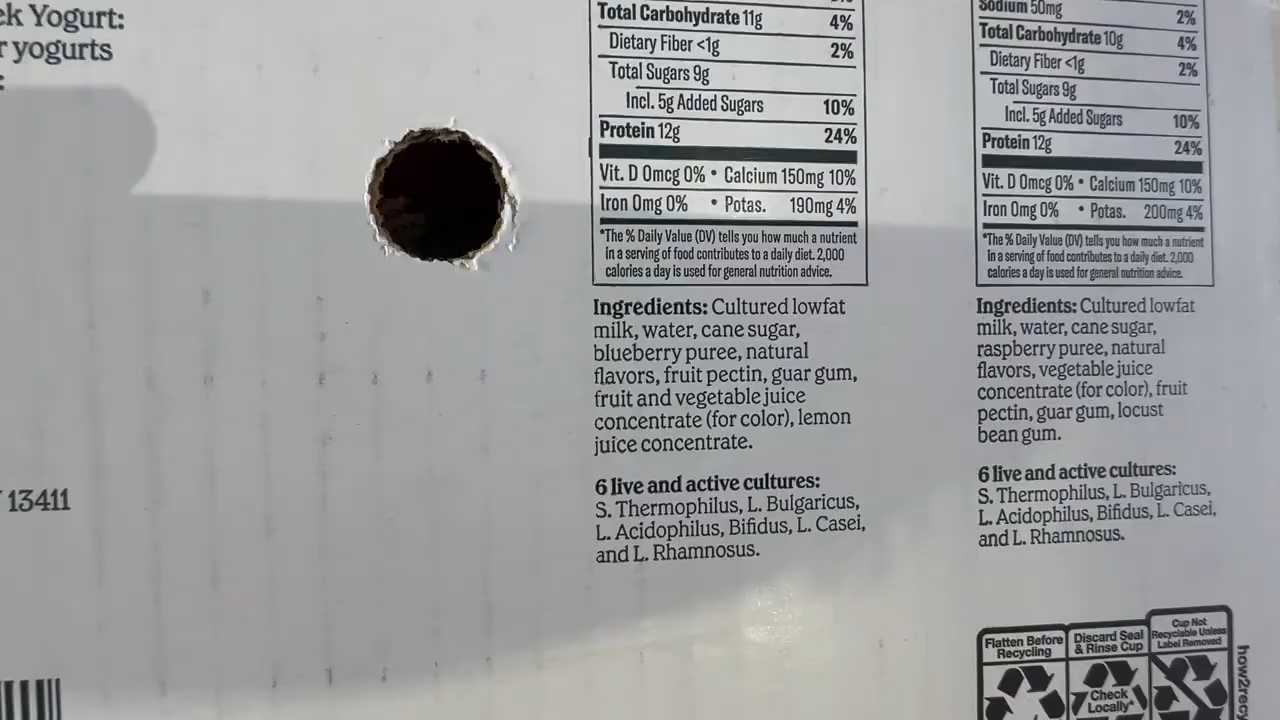 ek Yogurt:
r yogurts
:
13411
Total Carbohydrate 11g 4%
Dietary Fiber <1g 2%
Total Sugars 9g
Incl. 5g Added Sugars 10%
Protein 12g 24%
Vit. D 0mcg 0% • Calcium 150mg 10%
Iron 0mg 0% • Potas. 190mg 4%
*The % Daily Value (DV) tells you how much a nutrient
in a serving of food contributes to a daily diet. 2,000
calories a day is used for general nutrition advice.
Ingredients: Cultured lowfat
milk, water, cane sugar,
blueberry puree, natural
flavors, fruit pectin, guar gum,
fruit and vegetable juice
concentrate (for color), lemon
juice concentrate.
6 live and active cultures:
S. Thermophilus, L. Bulgaricus,
L. Acidophilus, Bifidus, L. Casei,
and L. Rhamnosus.
Sodium 50mg 2%
Total Carbohydrate 10g 4%
Dietary Fiber <1g 2%
Total Sugars 9g
Incl. 5g Added Sugars 10%
Protein 12g 24%
Vit. D 0mcg 0% • Calcium 150mg 10%
Iron 0mg 0% • Potas. 200mg 4%
*The % Daily Value (DV) tells you how much a nutrient
in a serving of food contributes to a daily diet. 2,000
calories a day is used for general nutrition advice.
Ingredients: Cultured lowfat
milk, water, cane sugar,
raspberry puree, natural
flavors, vegetable juice
concentrate (for color), fruit
pectin, guar gum, locust
bean gum.
6 live and active cultures:
S. Thermophilus, L. Bulgaricus,
L. Acidophilus, Bifidus, L. Casei,
and L. Rhamnosus.
Flatten Before
Recycling
Discard Seal
& Rinse Cup
Check
Locally*
Cup Not
Recyclable Unless
Label Removed
how2recy